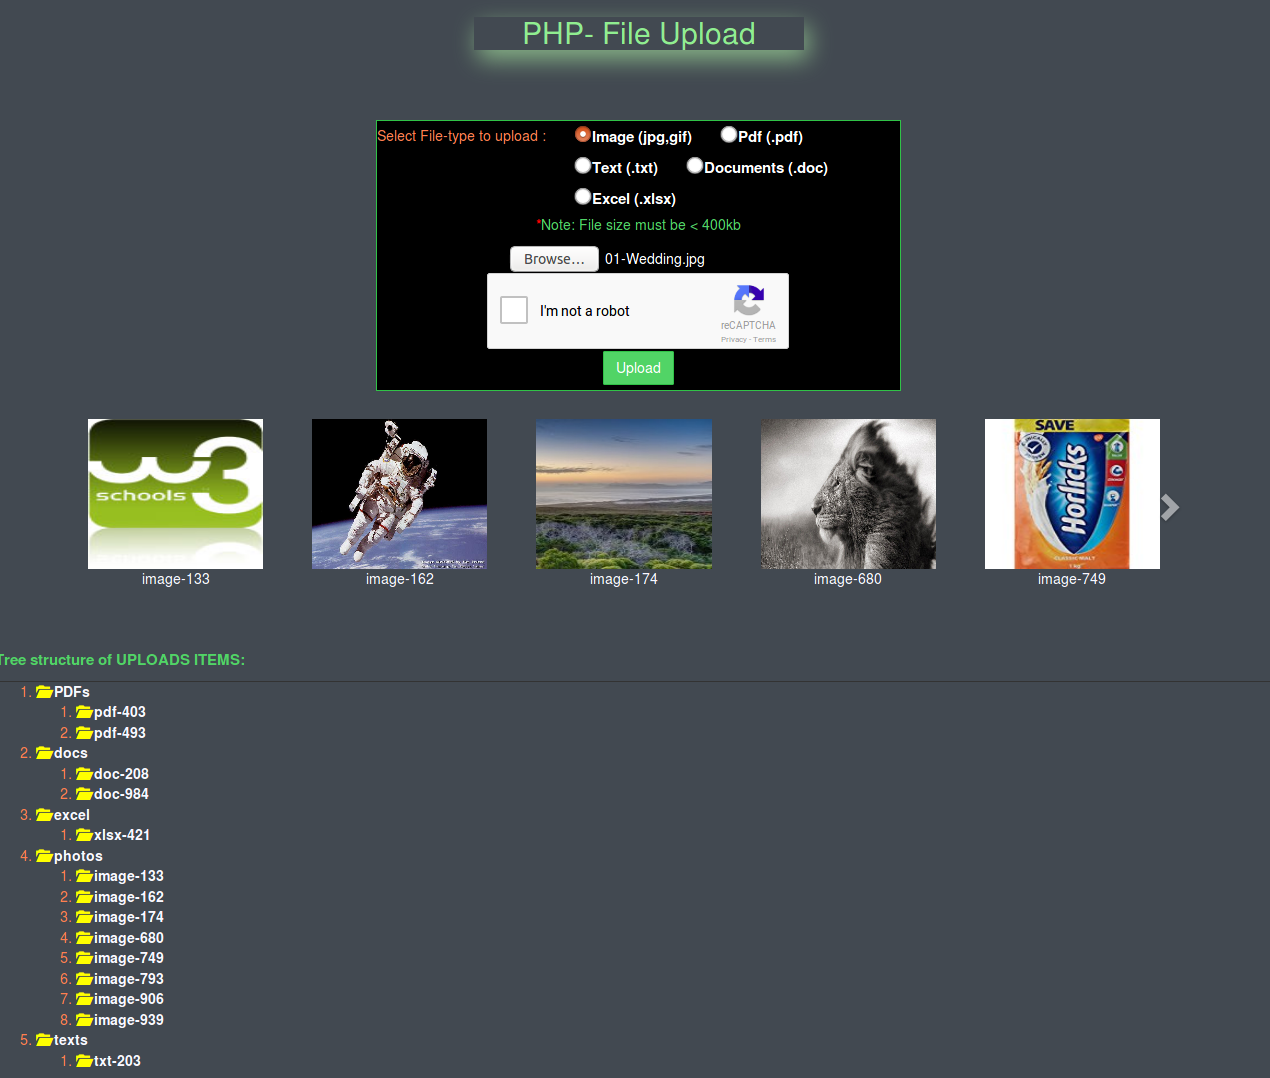 PHP- File Upload
Select File-type to upload :
Image (jpg,gif) Pdf (.pdf)
Text (.txt) Documents (.doc)
Excel (.xlsx)
*Note: File size must be < 400kb
Browse... 01-Wedding.jpg
I'm not a robot
reCAPTCHA
Privacy - Terms
Upload
w3
schools
SAVE
Horlicks
CLASSIC MALT
1 kg
image-133 image-162 image-174 image-680 image-749
Tree structure of UPLOADS ITEMS:
1. PDFs
1. pdf-403
2. pdf-493
2. docs
1. doc-208
2. doc-984
3. excel
1. xlsx-421
4. photos
1. image-133
2. image-162
3. image-174
4. image-680
5. image-749
6. image-793
7. image-906
8. image-939
5. texts
1. txt-203